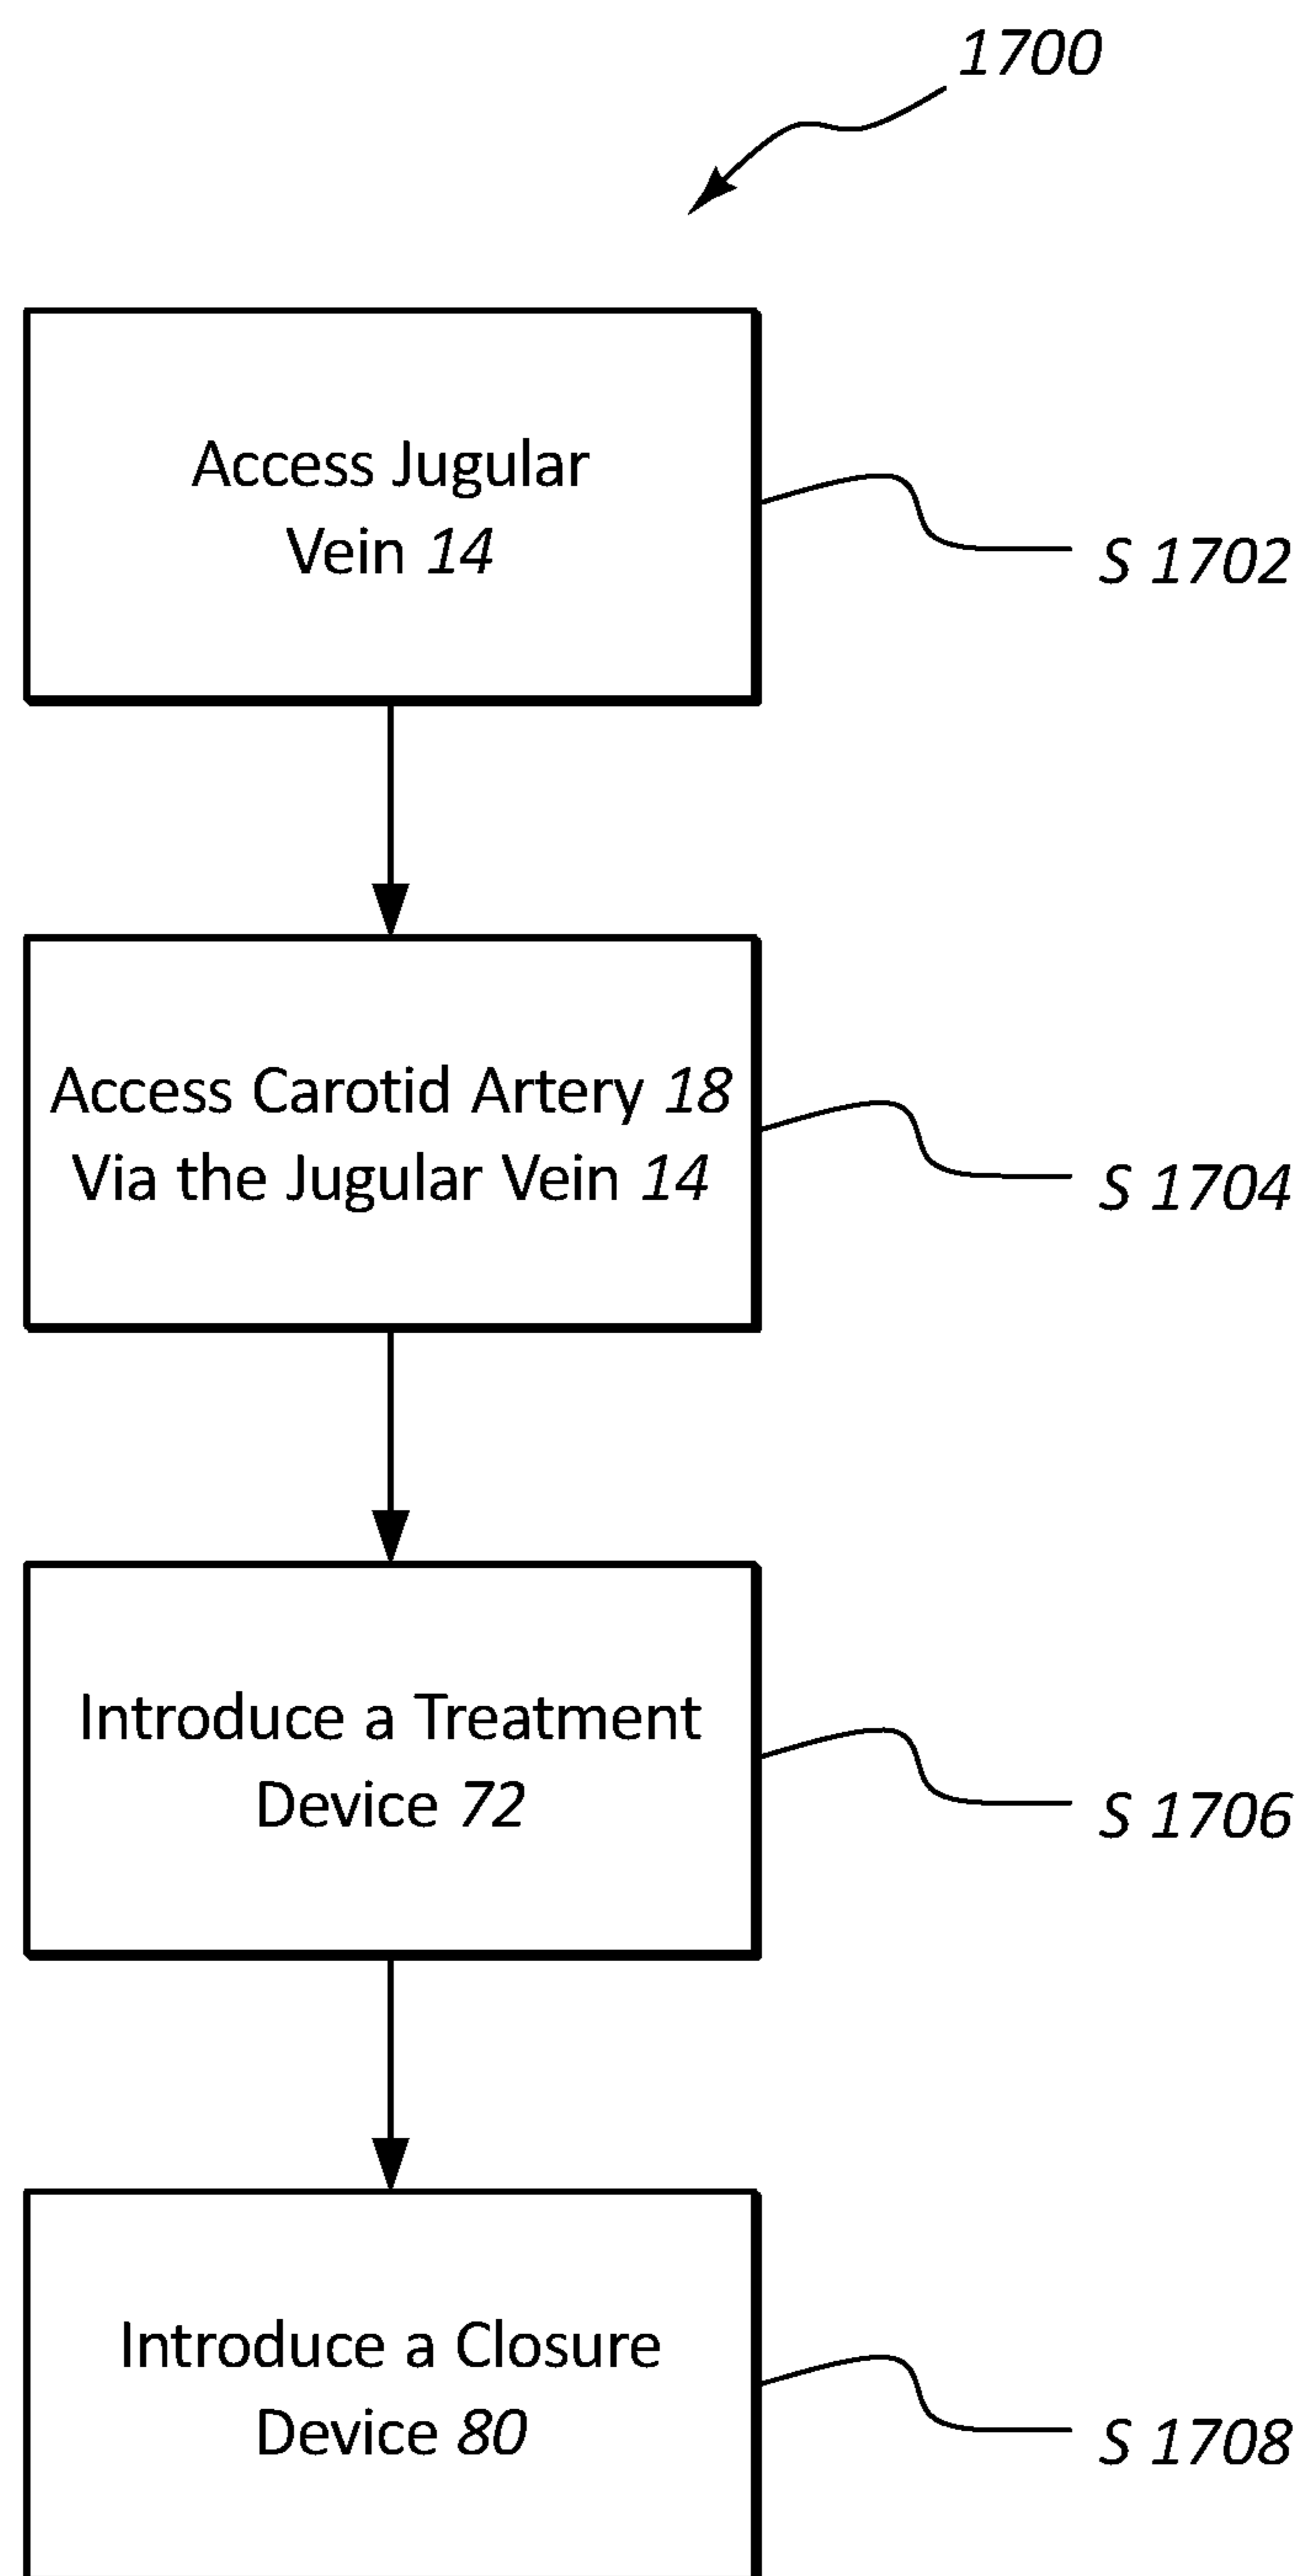 1700
Access Jugular
Vein 14
S 1702
Access Carotid Artery 18
Via the Jugular Vein 14
S 1704
Introduce a Treatment
Device 72
S 1706
Introduce a Closure
Device 80
S 1708